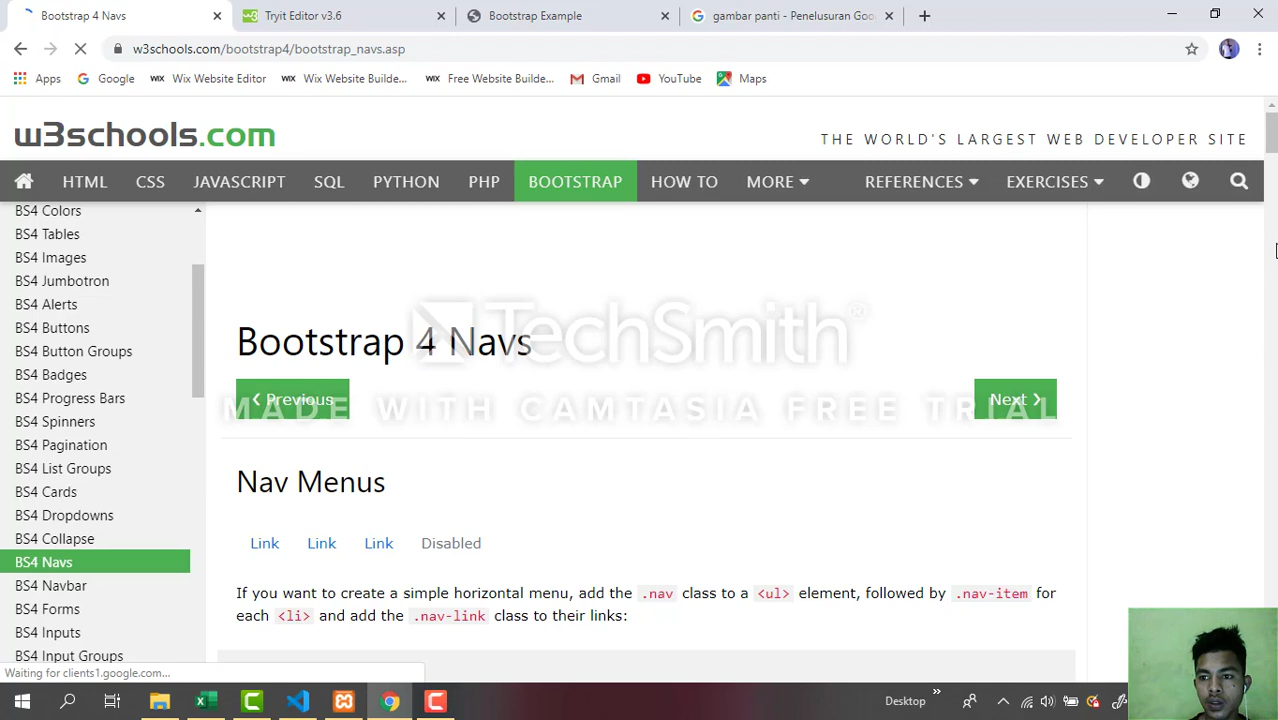 Bootstrap 4 Navs
Tryit Editor v3.6
Bootstrap Example
gambar panti - Penelusuran Goo
w3schools.com/bootstrap4/bootstrap_navs.asp
Apps
Google
Wix Website Editor
Wix Website Builde...
Free Website Builde...
Gmail
YouTube
Maps
w3schools.com
THE WORLD'S LARGEST WEB DEVELOPER SITE
HTML
CSS
JAVASCRIPT
SQL
PYTHON
PHP
BOOTSTRAP
HOW TO
MORE
REFERENCES
EXERCISES
BS4 Colors
BS4 Tables
BS4 Images
BS4 Jumbotron
BS4 Alerts
BS4 Buttons
BS4 Button Groups
BS4 Badges
BS4 Progress Bars
BS4 Spinners
BS4 Pagination
BS4 List Groups
BS4 Cards
BS4 Dropdowns
BS4 Collapse
BS4 Navs
BS4 Navbar
BS4 Forms
BS4 Inputs
BS4 Input Groups
TechSmith®
MADE WITH CAMTASIA FREE TRIAL
Bootstrap 4 Navs
❮ Previous
Next ❯
Nav Menus
Link Link Link Disabled
If you want to create a simple horizontal menu, add the .nav class to a <ul> element, followed by .nav-item for
each <li> and add the .nav-link class to their links:
Waiting for clients1.google.com...
Desktop